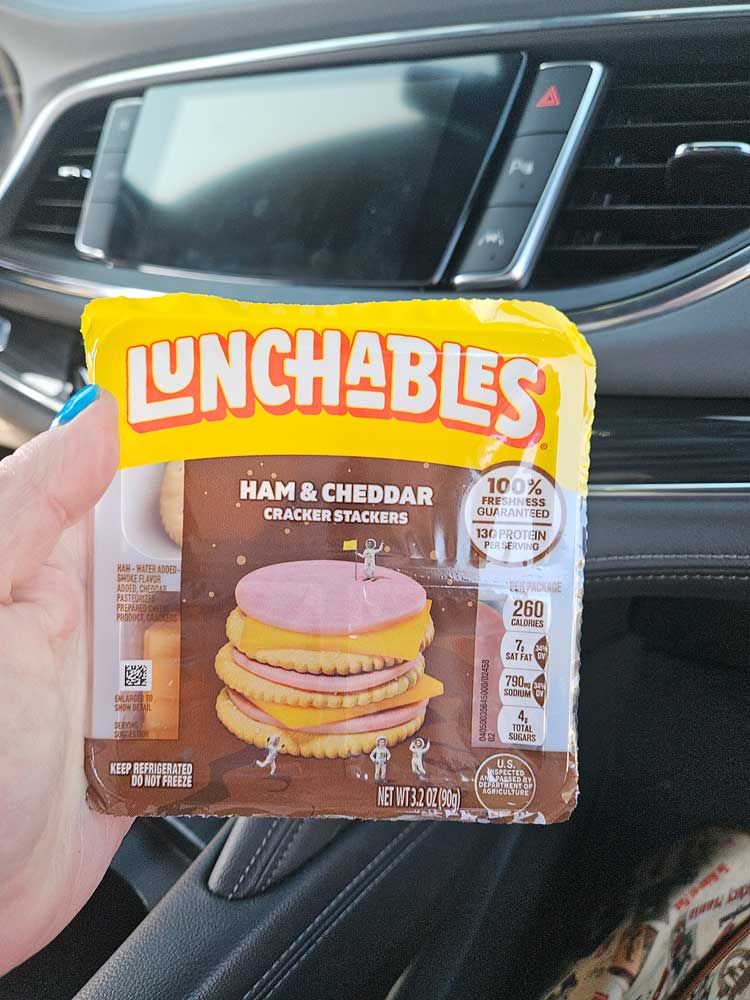 LUNCHABLES
HAM & CHEDDAR
CRACKER STACKERS
100%
FRESHNESS
GUARANTEED
13G PROTEIN
PER SERVING
HAM - WATER ADDED -
SMOKE FLAVOR
ADDED, CHEDDAR
PASTEURIZED
PREPARED CHEESE
PRODUCT, CRACKERS
ENLARGED TO
SHOW DETAIL
SERVING
SUGGESTION
KEEP REFRIGERATED
DO NOT FREEZE
PER PACKAGE
260
CALORIES
7g
SAT FAT
34%
DV
790mg
SODIUM
34%
DV
4g
TOTAL
SUGARS
02
NET WT 3.2 OZ (90g)
U.S.
INSPECTED
AND PASSED BY
DEPARTMENT OF
AGRICULTURE